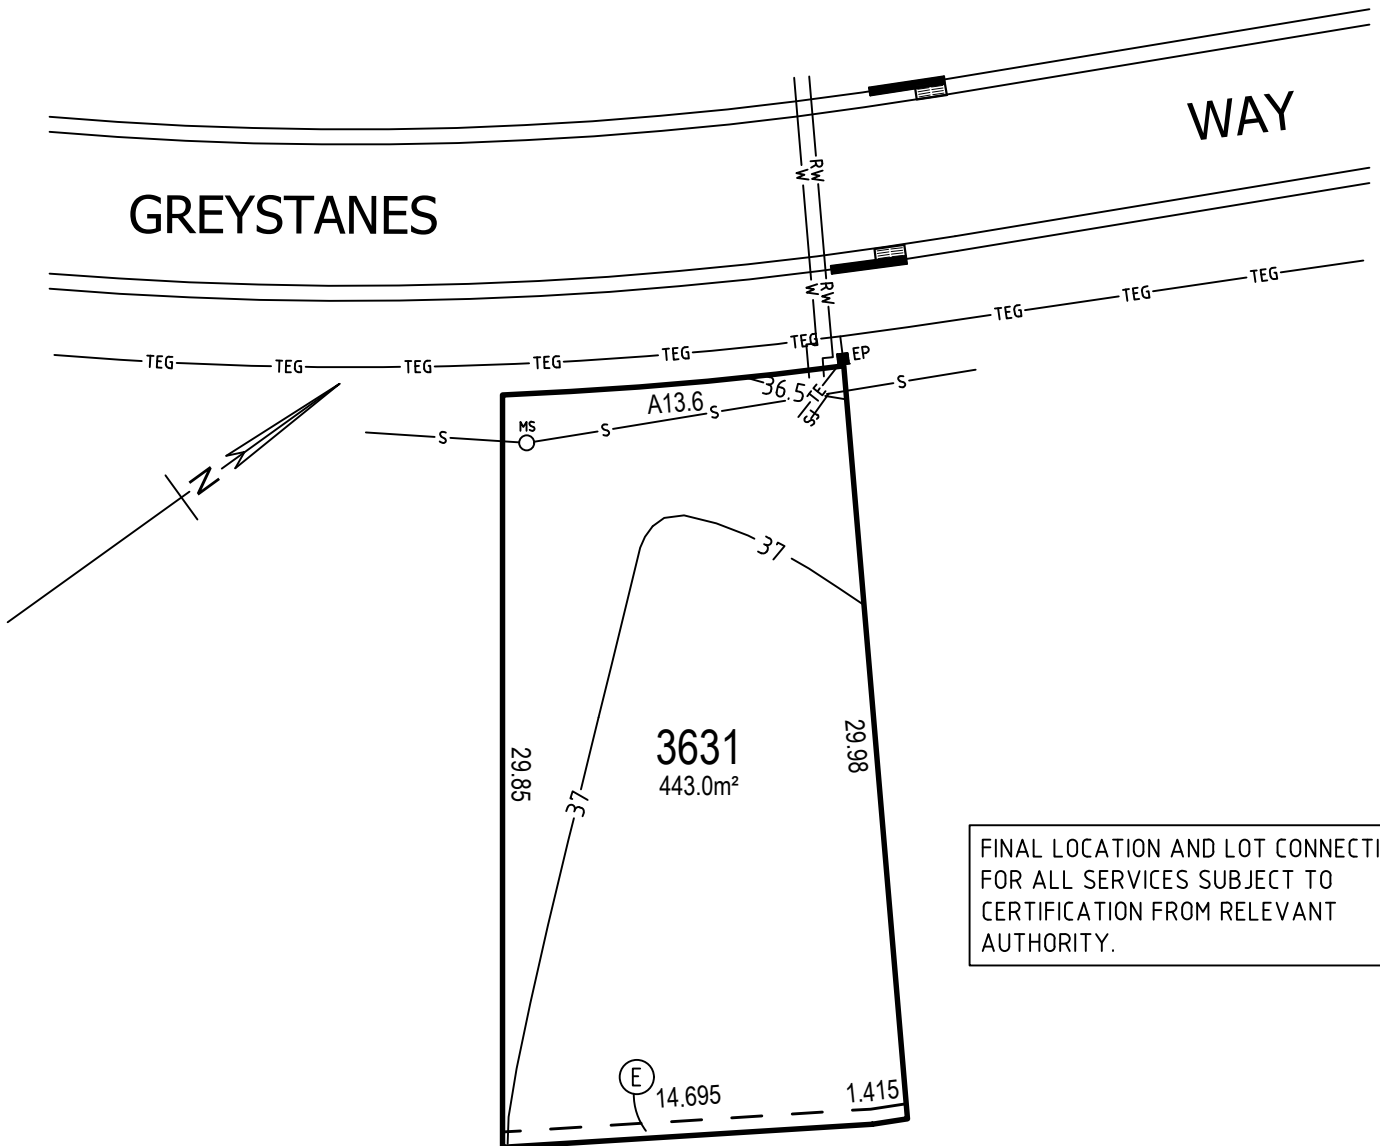 WAY
GREYSTANES
W
RW
W
RW
TEG
TEG
TEG
TEG
TEG
TEG
TEG
TEG
TEG
EP
36.5
TE
S
S
A13.6
S
S
S
MS
N
37
3631
443.0m²
29.85
29.98
37
FINAL LOCATION AND LOT CONNECTI
FOR ALL SERVICES SUBJECT TO
CERTIFICATION FROM RELEVANT
AUTHORITY.
E
14.695
1.415